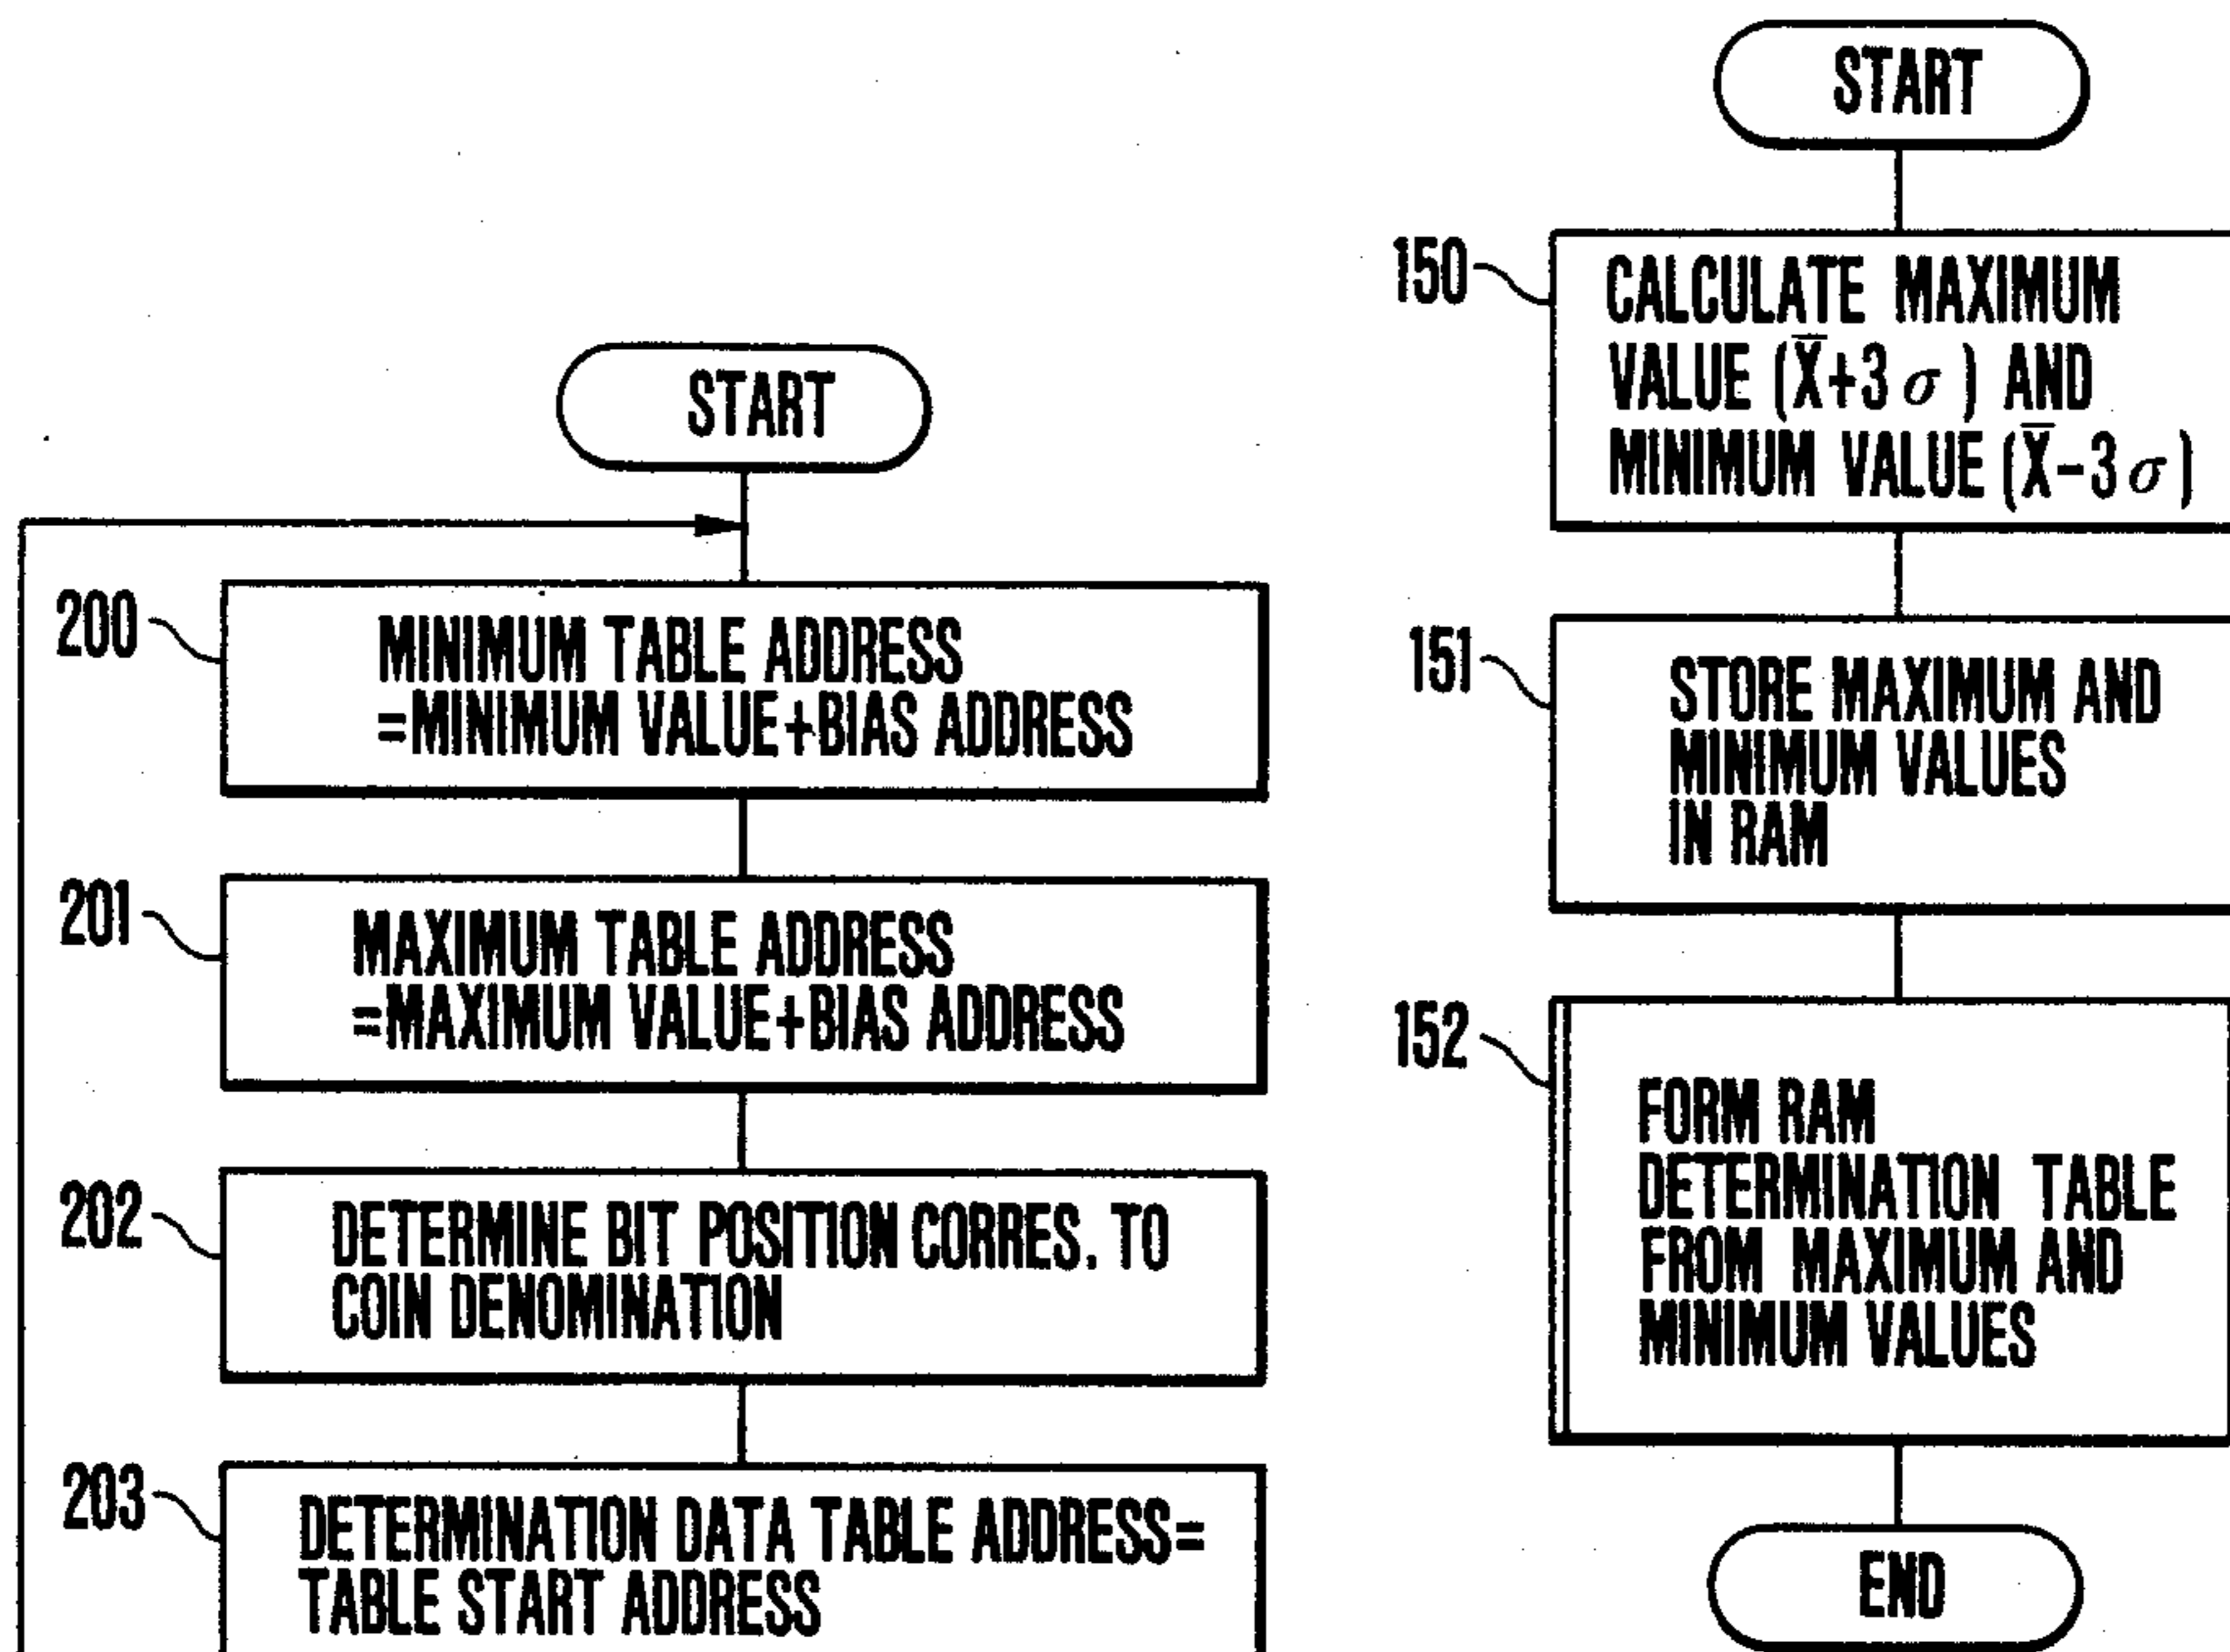 START
200
MINIMUM TABLE ADDRESS
=MINIMUM VALUE+BIAS ADDRESS
201
MAXIMUM TABLE ADDRESS
=MAXIMUM VALUE+BIAS ADDRESS
202
DETERMINE BIT POSITION CORRES. TO
COIN DENOMINATION
203
DETERMINATION DATA TABLE ADDRESS=
TABLE START ADDRESS
START
150
CALCULATE MAXIMUM
VALUE (X̄+3σ) AND
MINIMUM VALUE (X̄-3σ)
151
STORE MAXIMUM AND
MINIMUM VALUES
IN RAM
152
FORM RAM
DETERMINATION TABLE
FROM MAXIMUM AND
MINIMUM VALUES
END